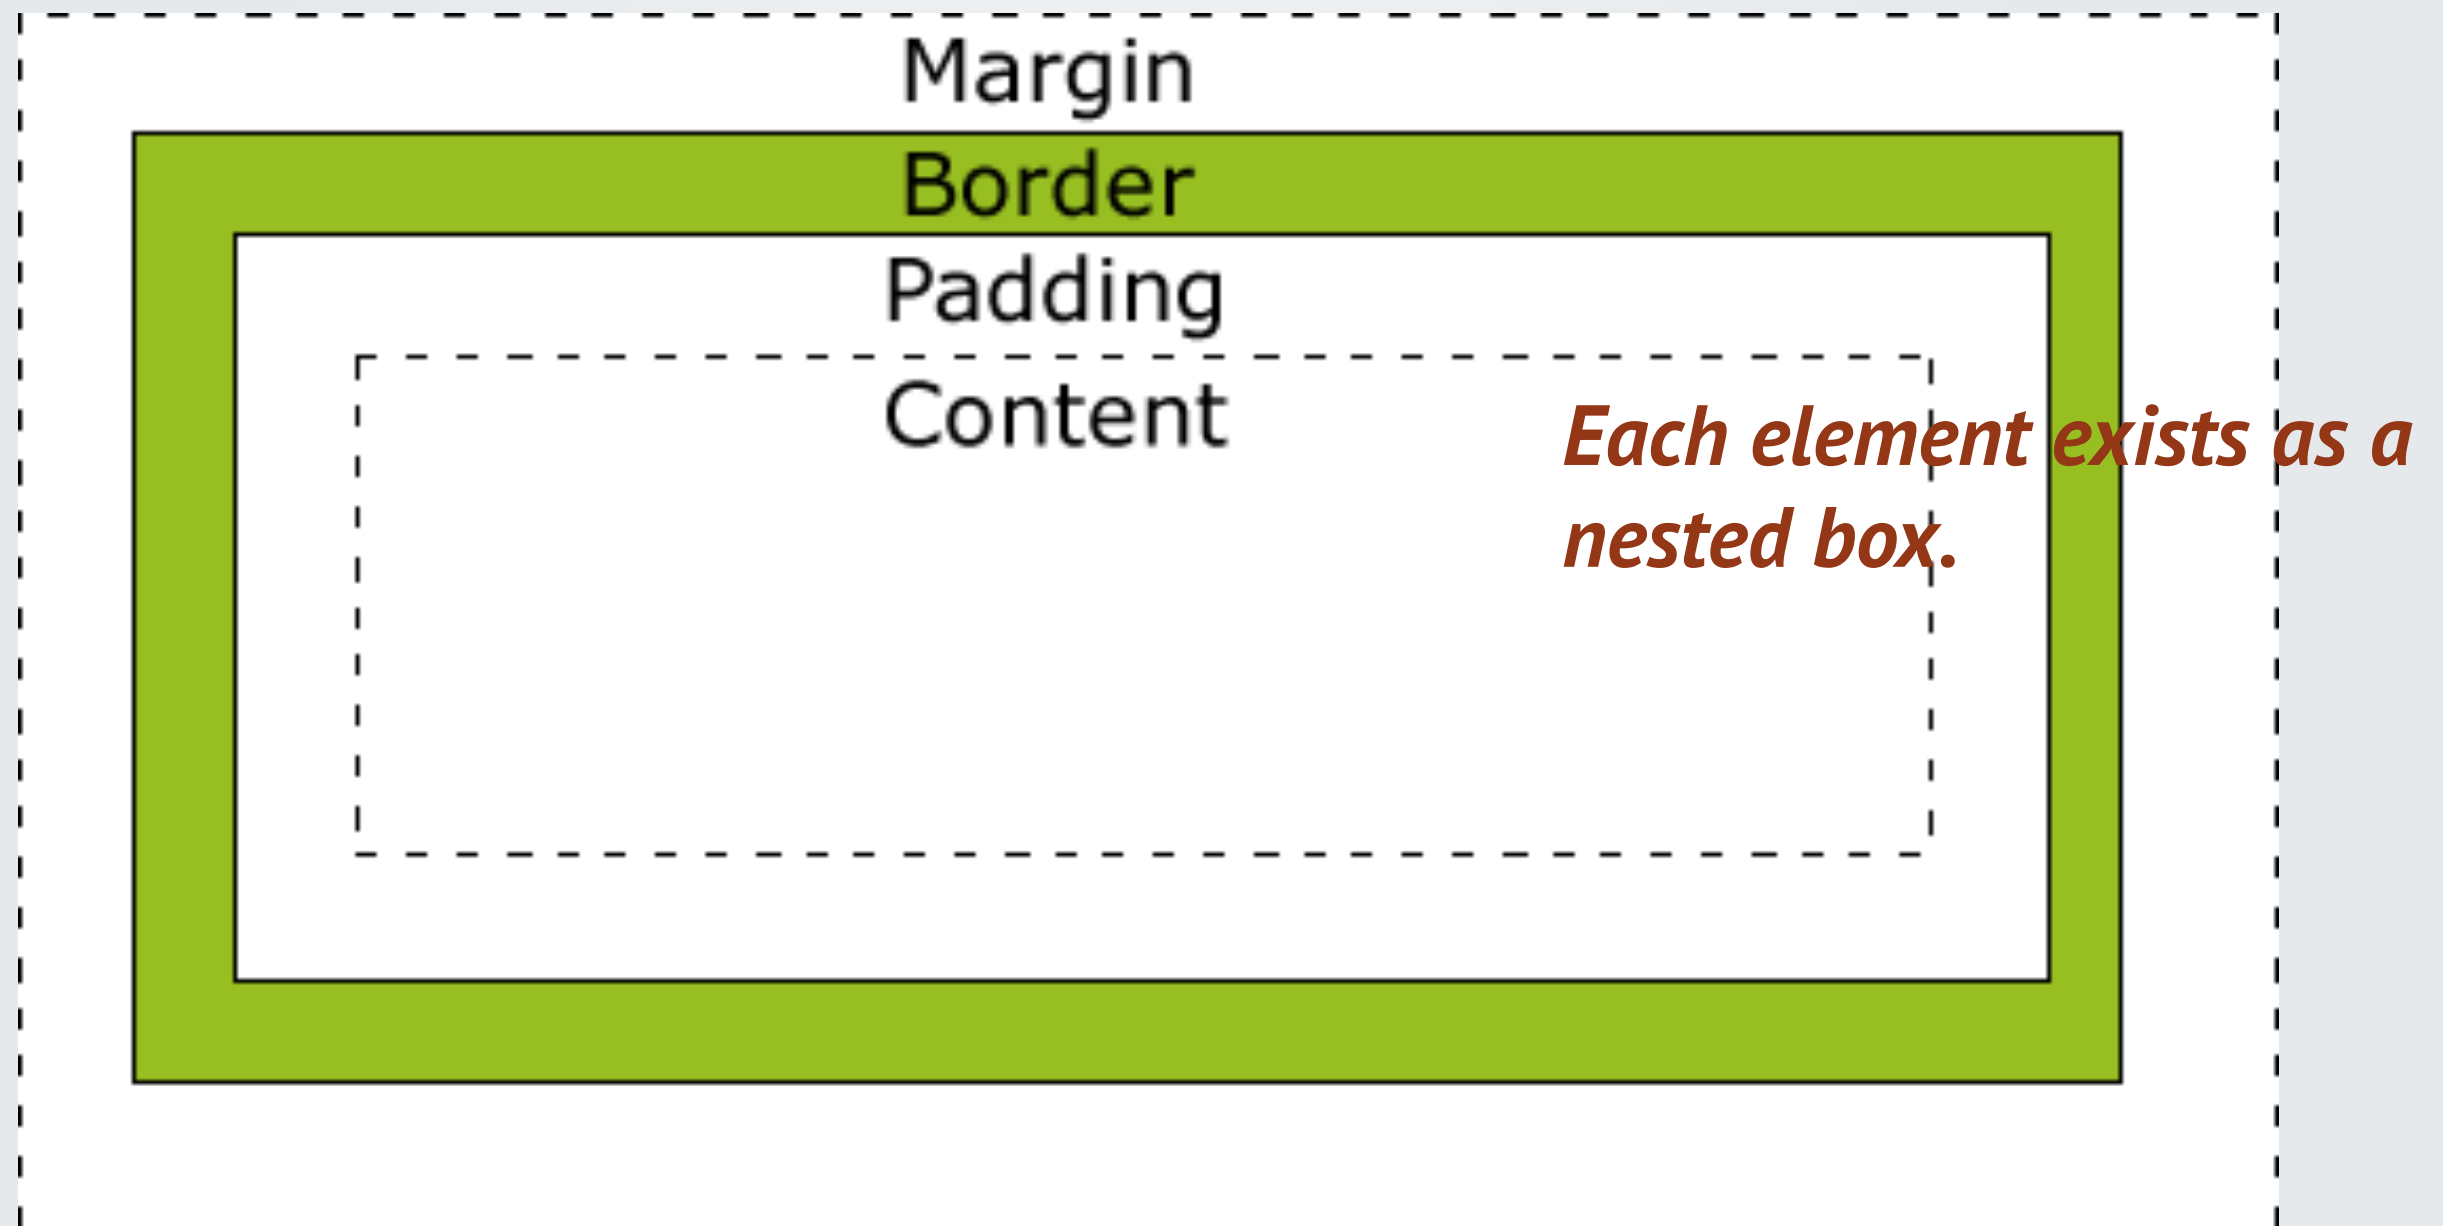 Margin
Border
Padding
Content
Each element exists as a
nested box.